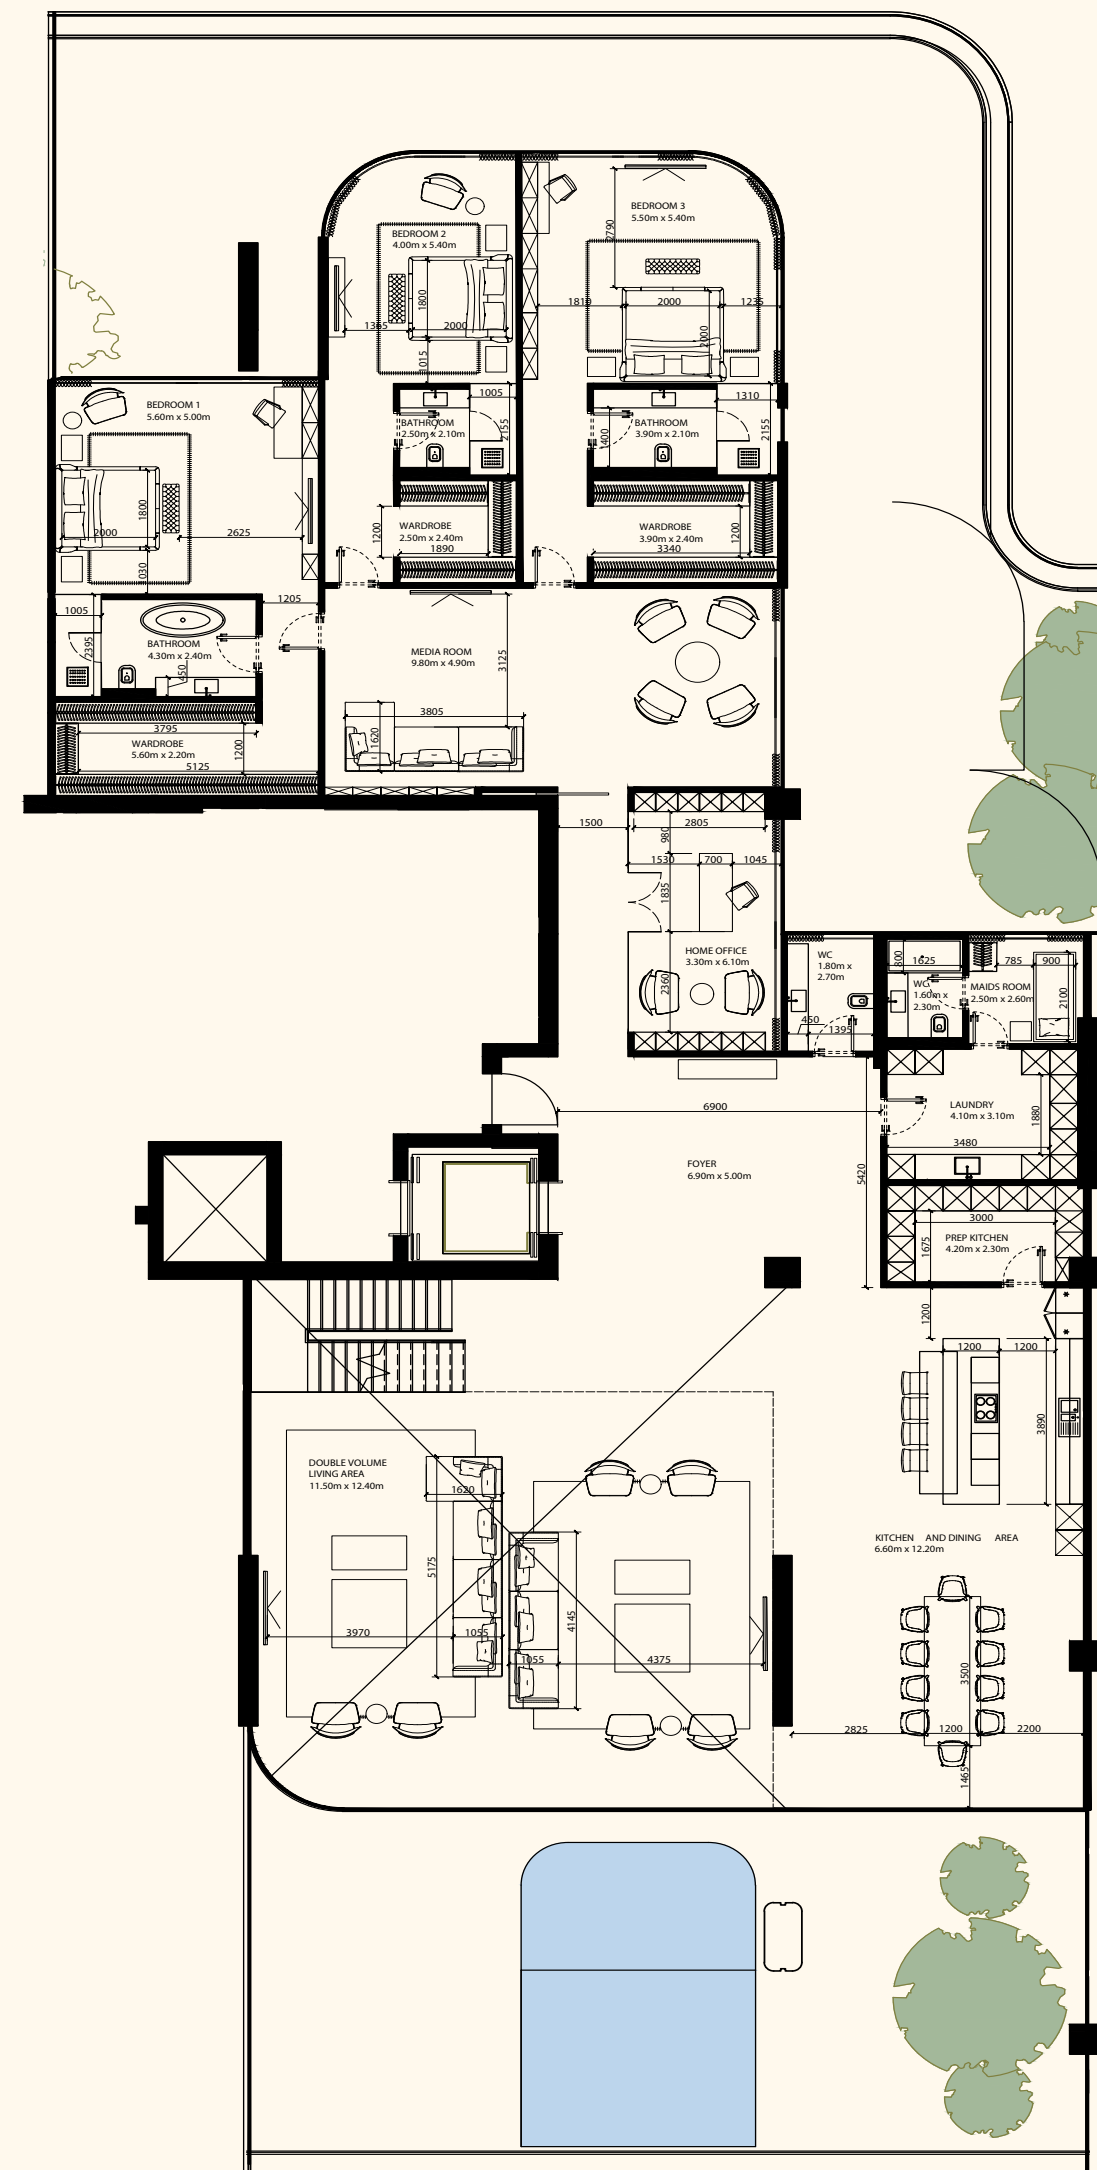 BEDROOM 3
5.50m x 5.40m
2790
BEDROOM 2
4.00m x 5.40m
1800
1365
2000
1015
1810
2000
1235
2000
BEDROOM 1
5.60m x 5.00m
1005
BATHROOM
2.50m x 2.10m
2155
1310
BATHROOM
3.90m x 2.10m
1400
2155
1800
2000
2625
1030
WARDROBE
2.50m x 2.40m
1890
1200
WARDROBE
3.90m x 2.40m
3340
1200
1205
1005
2395
BATHROOM
4.30m x 2.40m
450
MEDIA ROOM
9.80m x 4.90m
3125
3805
1620
3795
WARDROBE
5.60m x 2.20m
5125
1200
1500
2805
980
1530
700
1045
1835
HOME OFFICE
3.30m x 6.10m
2360
WC
1.80m x
2.70m
450
1395
800
1625
WC
1.60m x
2.30m
785
900
MAIDS ROOM
2.50m x 2.60m
2100
6900
LAUNDRY
4.10m x 3.10m
1880
3480
FOYER
6.90m x 5.00m
5420
3000
PREP KITCHEN
4.20m x 2.30m
1675
1200
1200
1200
3890
DOUBLE VOLUME
LIVING AREA
11.50m x 12.40m
1620
5175
3970
1055
4145
1055
4375
KITCHEN AND DINING AREA
6.60m x 12.20m
3500
2825
1200
2200
1465